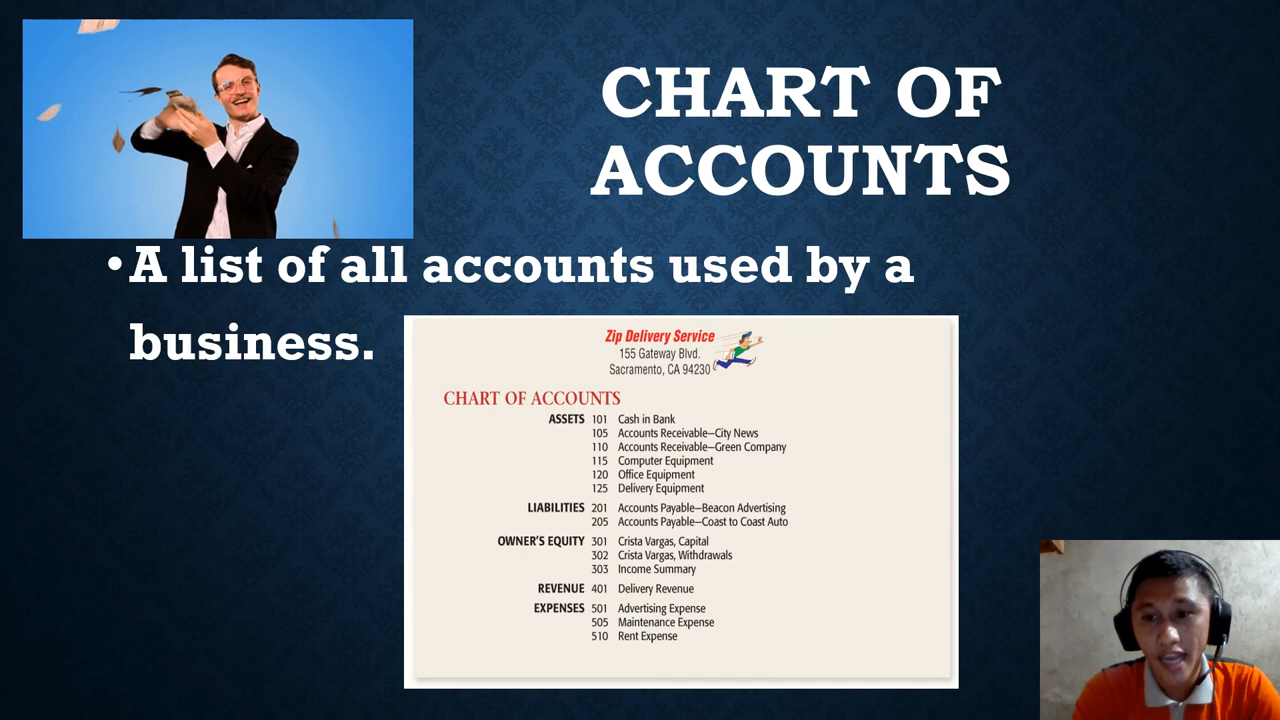 CHART OF
ACCOUNTS
• A list of all accounts used by a
business.
Zip Delivery Service
155 Gateway Blvd.
Sacramento, CA 94230
CHART OF ACCOUNTS
ASSETS 101 Cash in Bank
105 Accounts Receivable—City News
110 Accounts Receivable—Green Company
115 Computer Equipment
120 Office Equipment
125 Delivery Equipment
LIABILITIES 201 Accounts Payable—Beacon Advertising
205 Accounts Payable—Coast to Coast Auto
OWNER'S EQUITY 301 Crista Vargas, Capital
302 Crista Vargas, Withdrawals
303 Income Summary
REVENUE 401 Delivery Revenue
EXPENSES 501 Advertising Expense
505 Maintenance Expense
510 Rent Expense